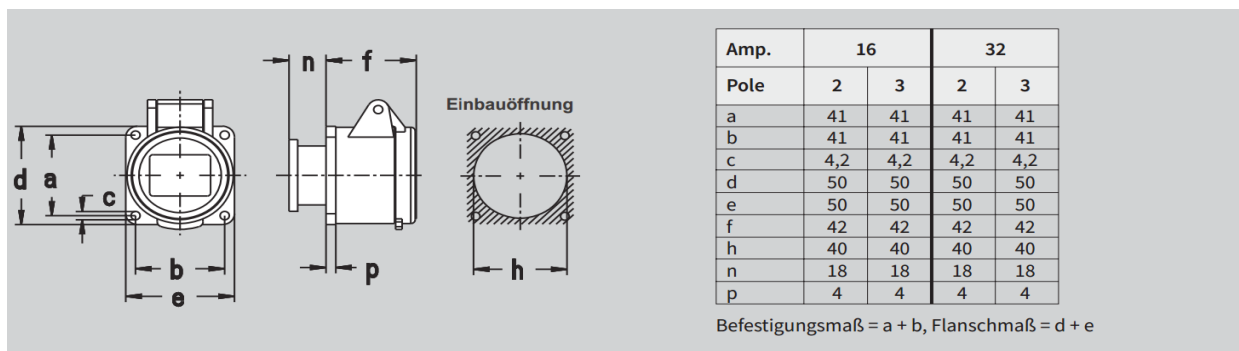 n f
Einbauöffnung
d a c
b
e
p
h
Amp. 16 32
Pole 2 3 2 3
a 41 41 41 41
b 41 41 41 41
c 4,2 4,2 4,2 4,2
d 50 50 50 50
e 50 50 50 50
f 42 42 42 42
h 40 40 40 40
n 18 18 18 18
p 4 4 4 4
Befestigungsmaß = a + b, Flanschmaß = d + e